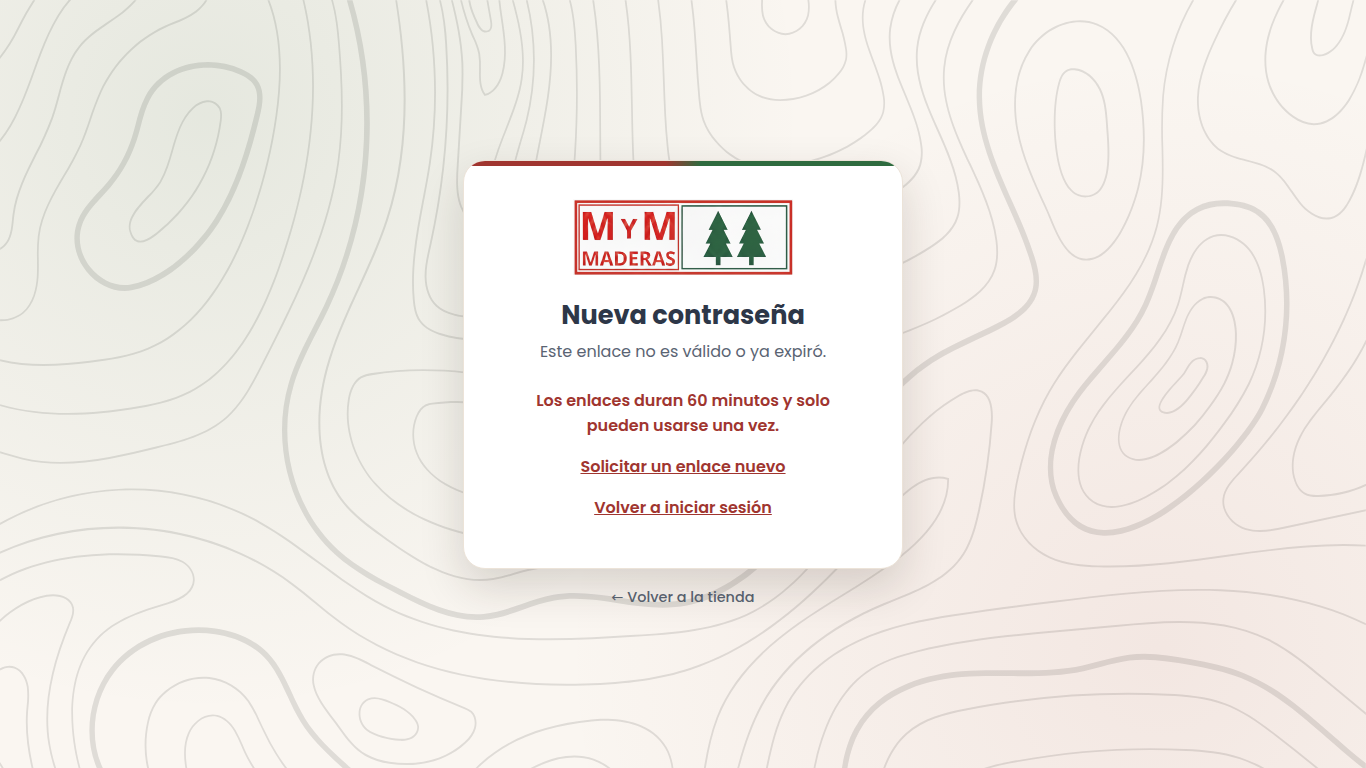 MYM
MADERAS
Nueva contraseña
Este enlace no es válido o ya expiró.
Los enlaces duran 60 minutos y solo
pueden usarse una vez.
Solicitar un enlace nuevo
Volver a iniciar sesión
← Volver a la tienda